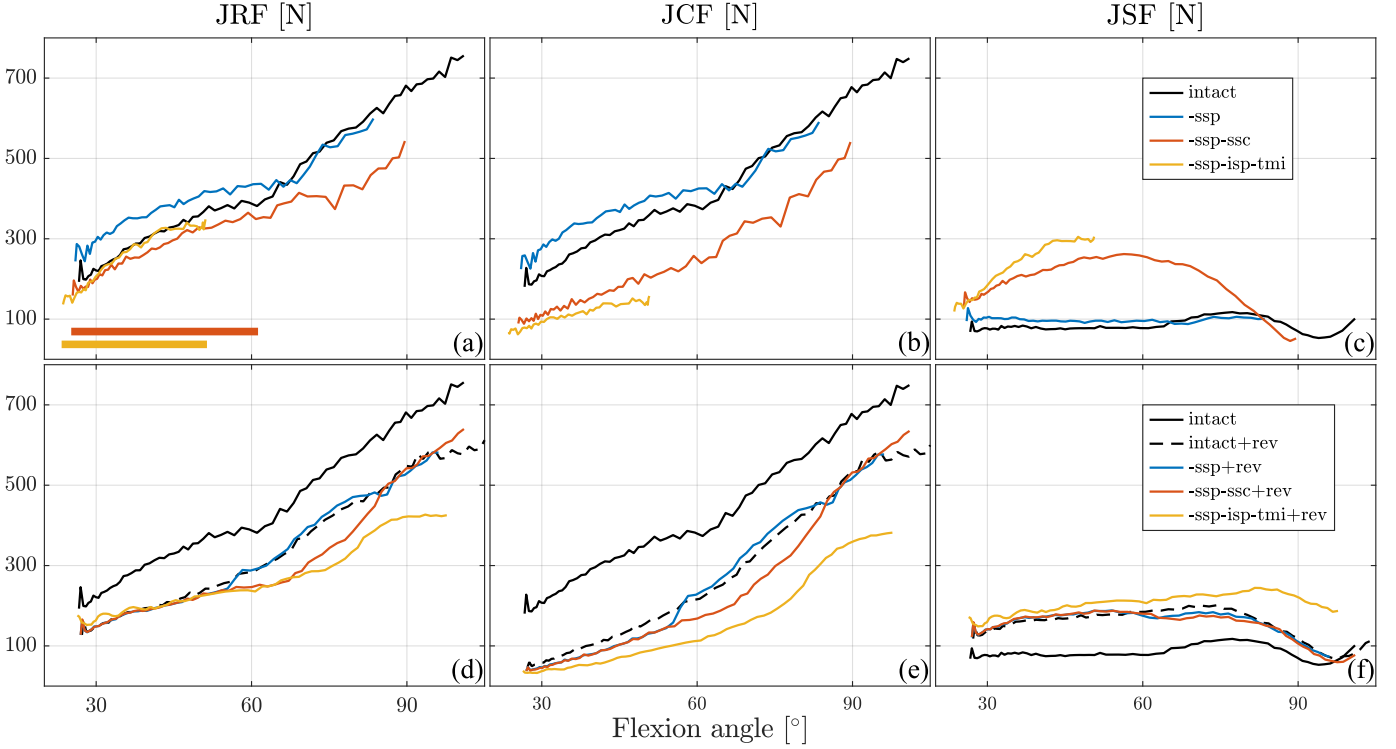 JRF [N]
JCF [N]
JSF [N]
700
500
300
100
(a)
(b)
intact
-ssp
-ssp-ssc
-ssp-isp-tmi
(c)
700
500
300
100
(d)
(e)
intact
intact+rev
-ssp+rev
-ssp-ssc+rev
-ssp-isp-tmi+rev
(f)
30
60
90
30
60
90
30
60
90
Flexion angle [°]